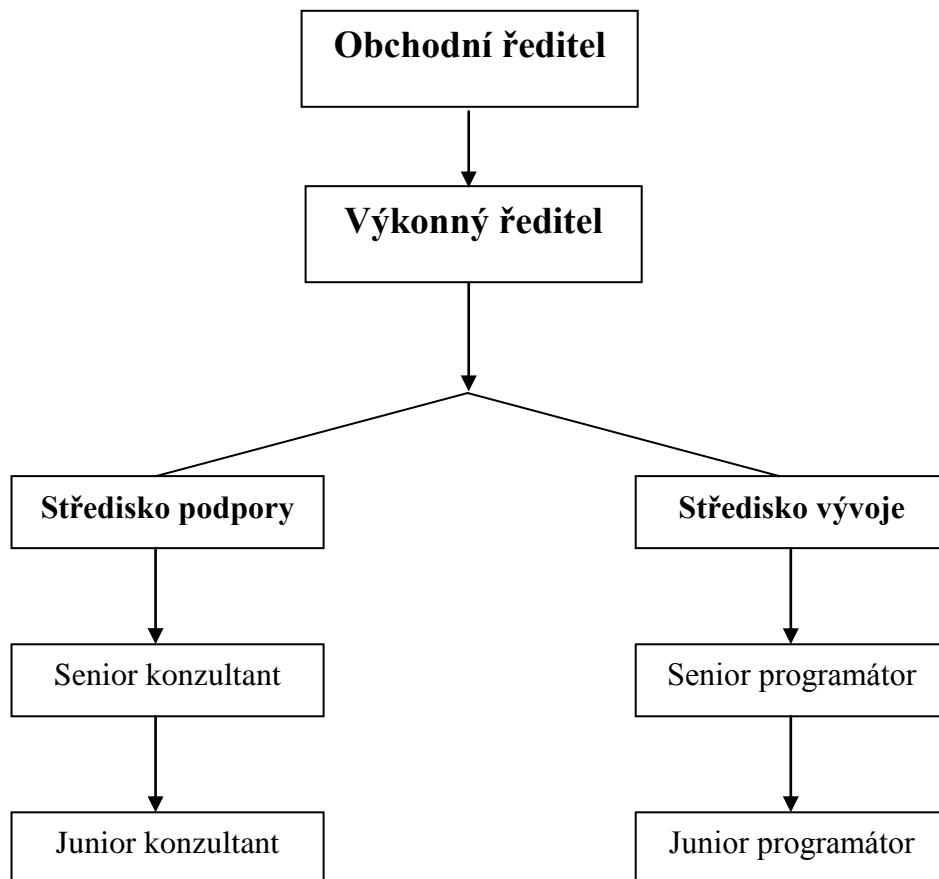 Obchodní ředitel
Výkonný ředitel
Středisko podpory
Středisko vývoje
Senior konzultant
Senior programátor
Junior konzultant
Junior programátor